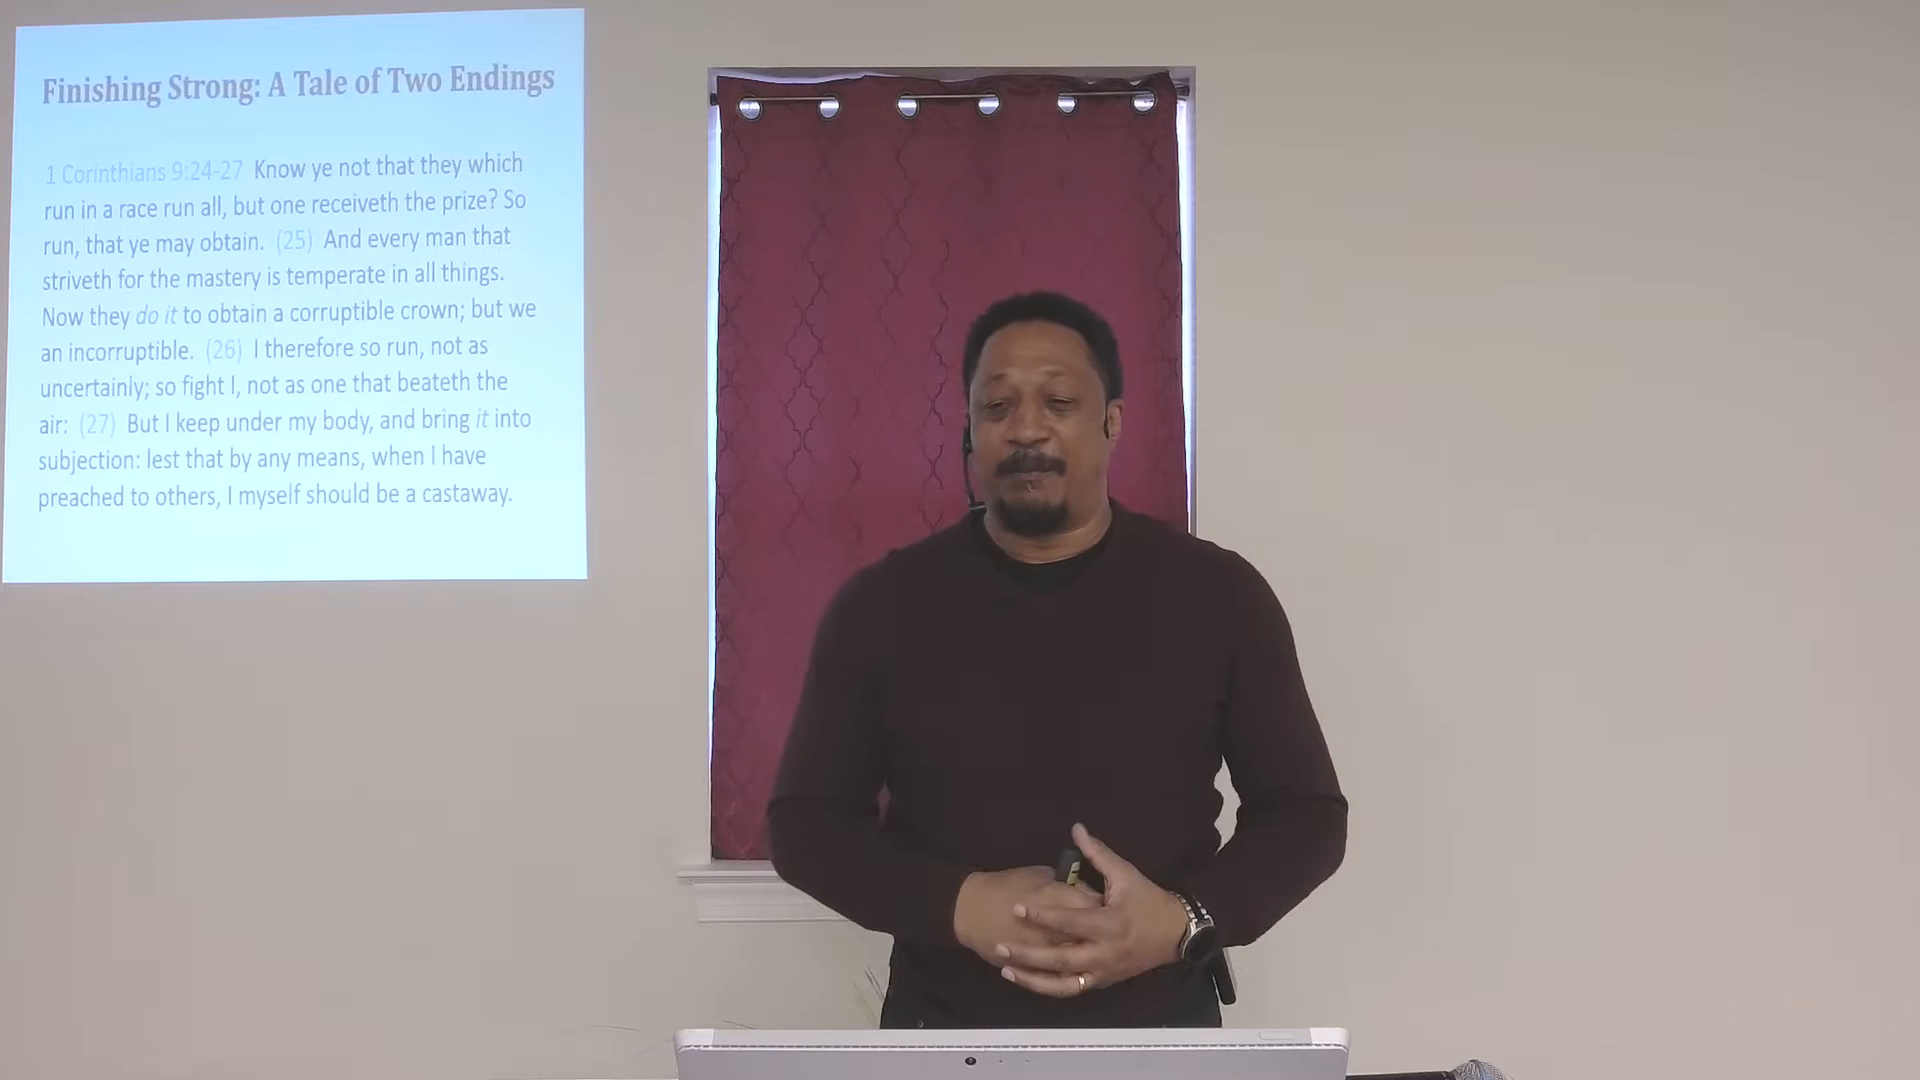 Finishing Strong: A Tale of Two Endings
1 Corinthians 9:24-27 Know ye not that they which
run in a race run all, but one receiveth the prize? So
run, that ye may obtain. (25) And every man that
striveth for the mastery is temperate in all things.
Now they do it to obtain a corruptible crown; but we
an incorruptible. (26) I therefore so run, not as
uncertainly; so fight I, not as one that beateth the
air: (27) But I keep under my body, and bring it into
subjection: lest that by any means, when I have
preached to others, I myself should be a castaway.